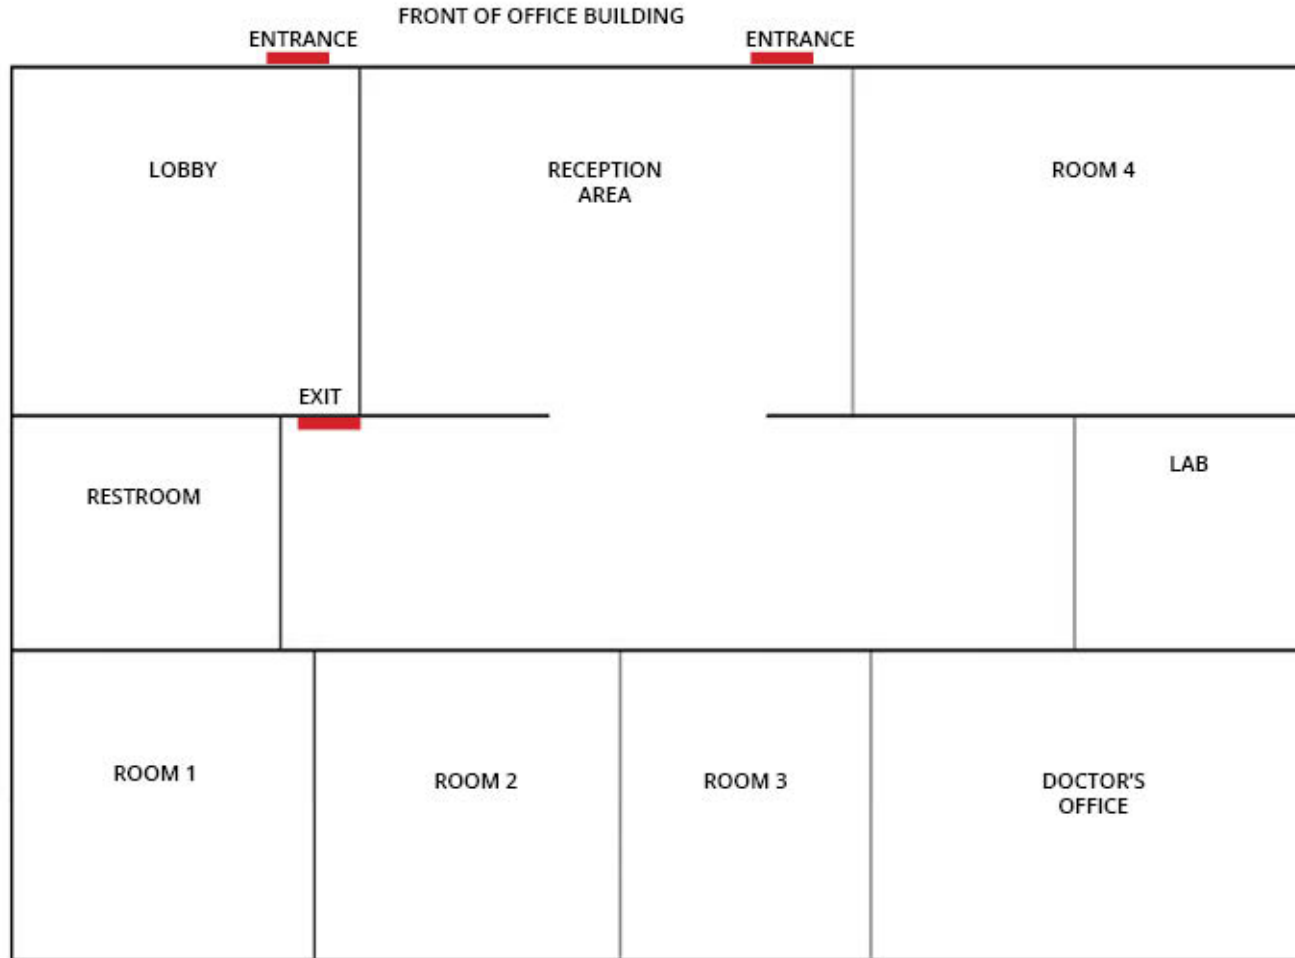 FRONT OF OFFICE BUILDING
ENTRANCE
ENTRANCE
LOBBY
RECEPTION
AREA
ROOM 4
EXIT
RESTROOM
LAB
ROOM 1
ROOM 2
ROOM 3
DOCTOR'S
OFFICE